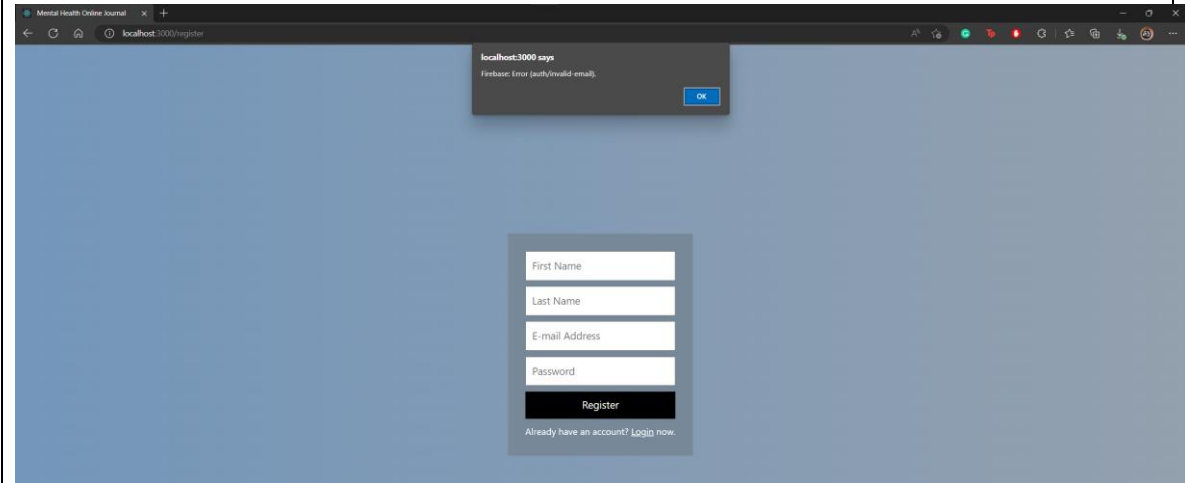 Mental Health Online Journal
localhost:3000/register
localhost:3000 says
Firebase: Error (auth/invalid-email).
OK
First Name
Last Name
E-mail Address
Password
Register
Already have an account? Login now.